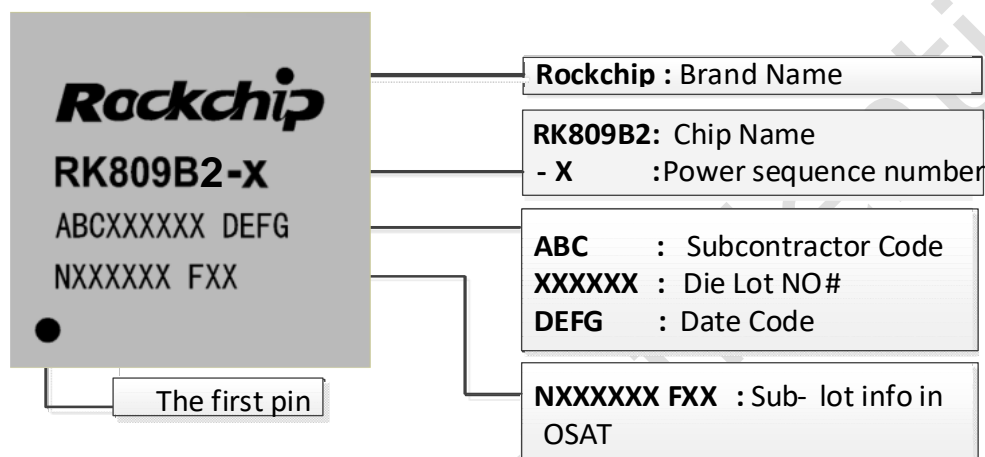 Rockchip
RK809B2-X
ABCXXXXXX DEFG
NXXXXXX FXX
The first pin
Rockchip : Brand Name
RK809B2: Chip Name
- X :Power sequence number
ABC : Subcontractor Code
XXXXXX : Die Lot NO#
DEFG : Date Code
NXXXXXX FXX : Sub- lot info in
OSAT